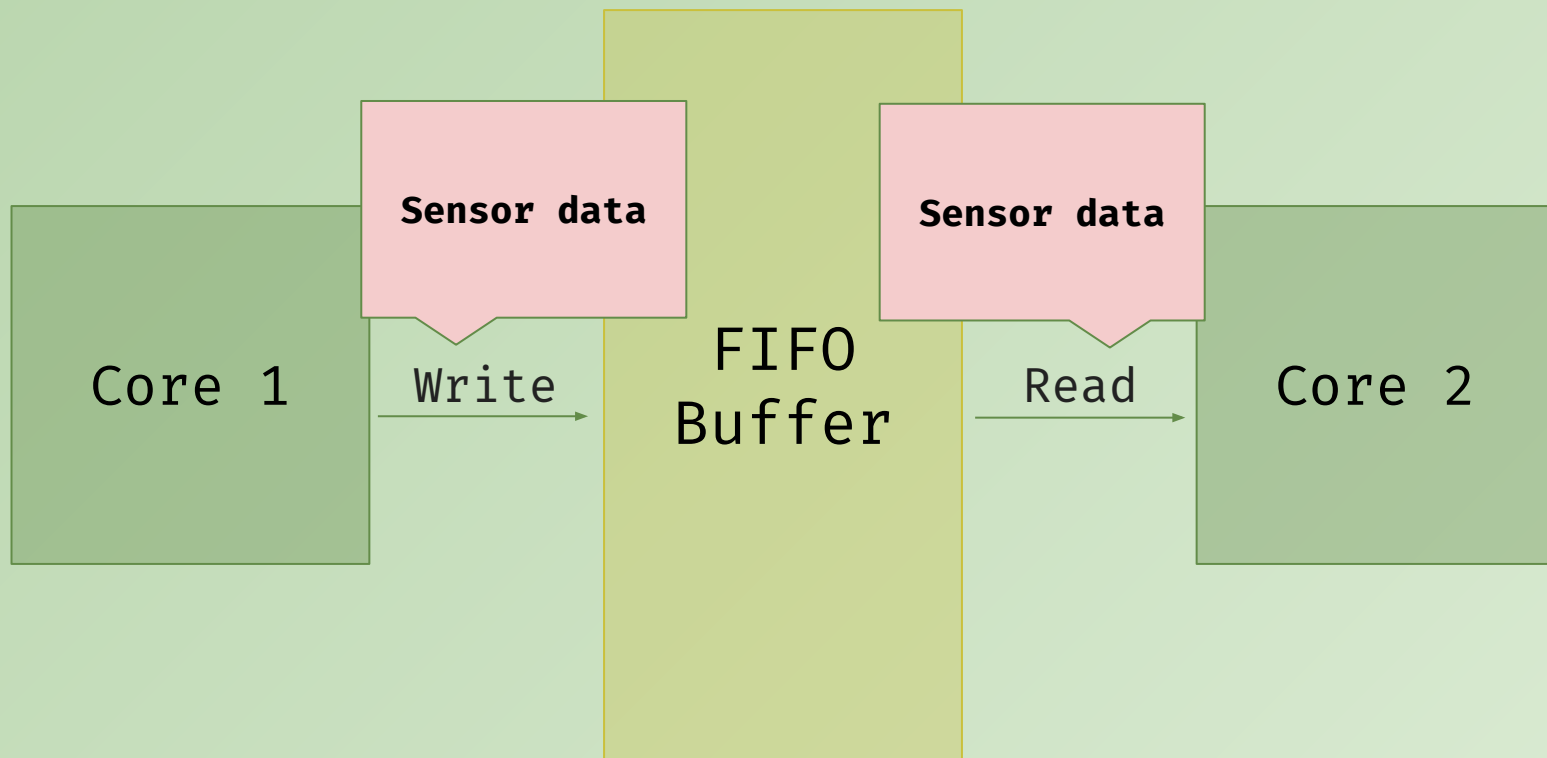 Sensor data
Sensor data
Core 1
Write
FIFO
Buffer
Read
Core 2